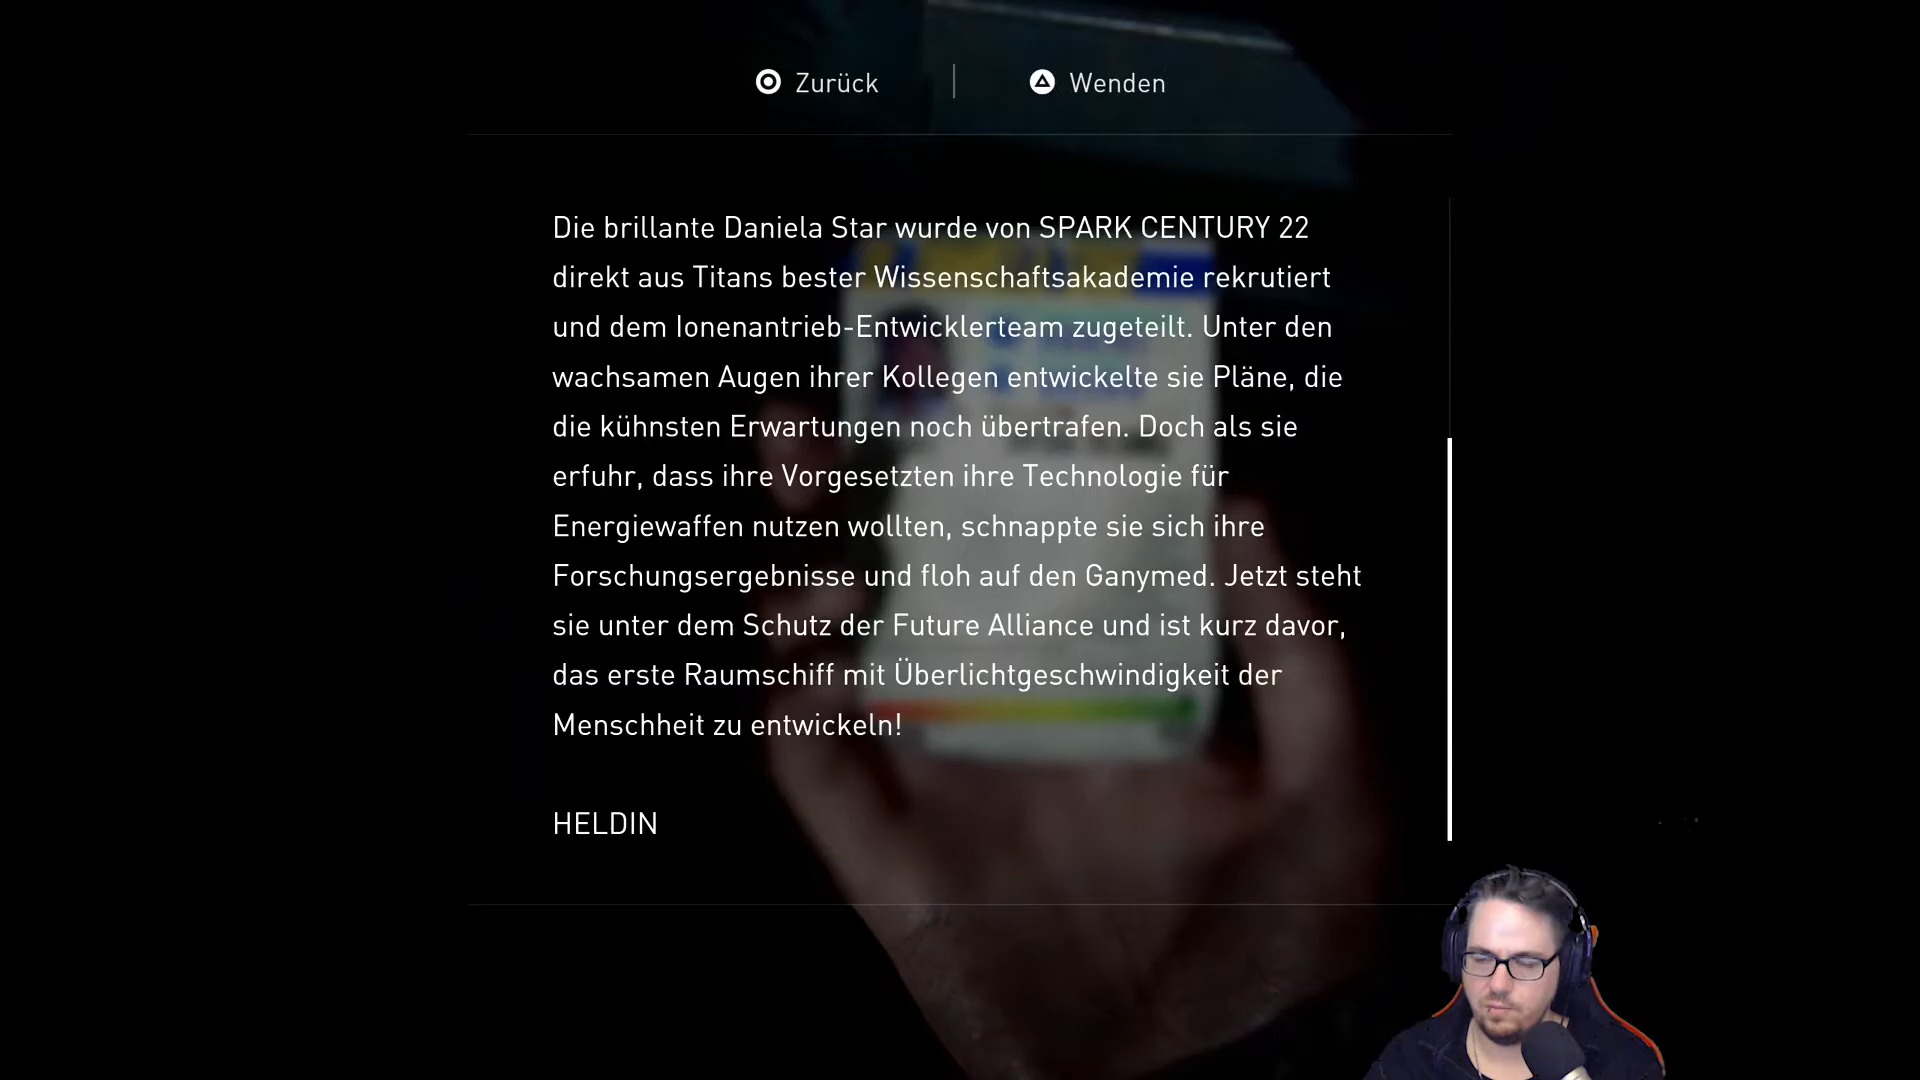 Zurück
Wenden
Die brillante Daniela Star wurde von SPARK CENTURY 22
direkt aus Titans bester Wissenschaftsakademie rekrutiert
und dem Ionenantrieb-Entwicklerteam zugeteilt. Unter den
wachsamen Augen ihrer Kollegen entwickelte sie Pläne, die
die kühnsten Erwartungen noch übertrafen. Doch als sie
erfuhr, dass ihre Vorgesetzten ihre Technologie für
Energiewaffen nutzen wollten, schnappte sie sich ihre
Forschungsergebnisse und floh auf den Ganymed. Jetzt steht
sie unter dem Schutz der Future Alliance und ist kurz davor,
das erste Raumschiff mit Überlichtgeschwindigkeit der
Menschheit zu entwickeln!
HELDIN